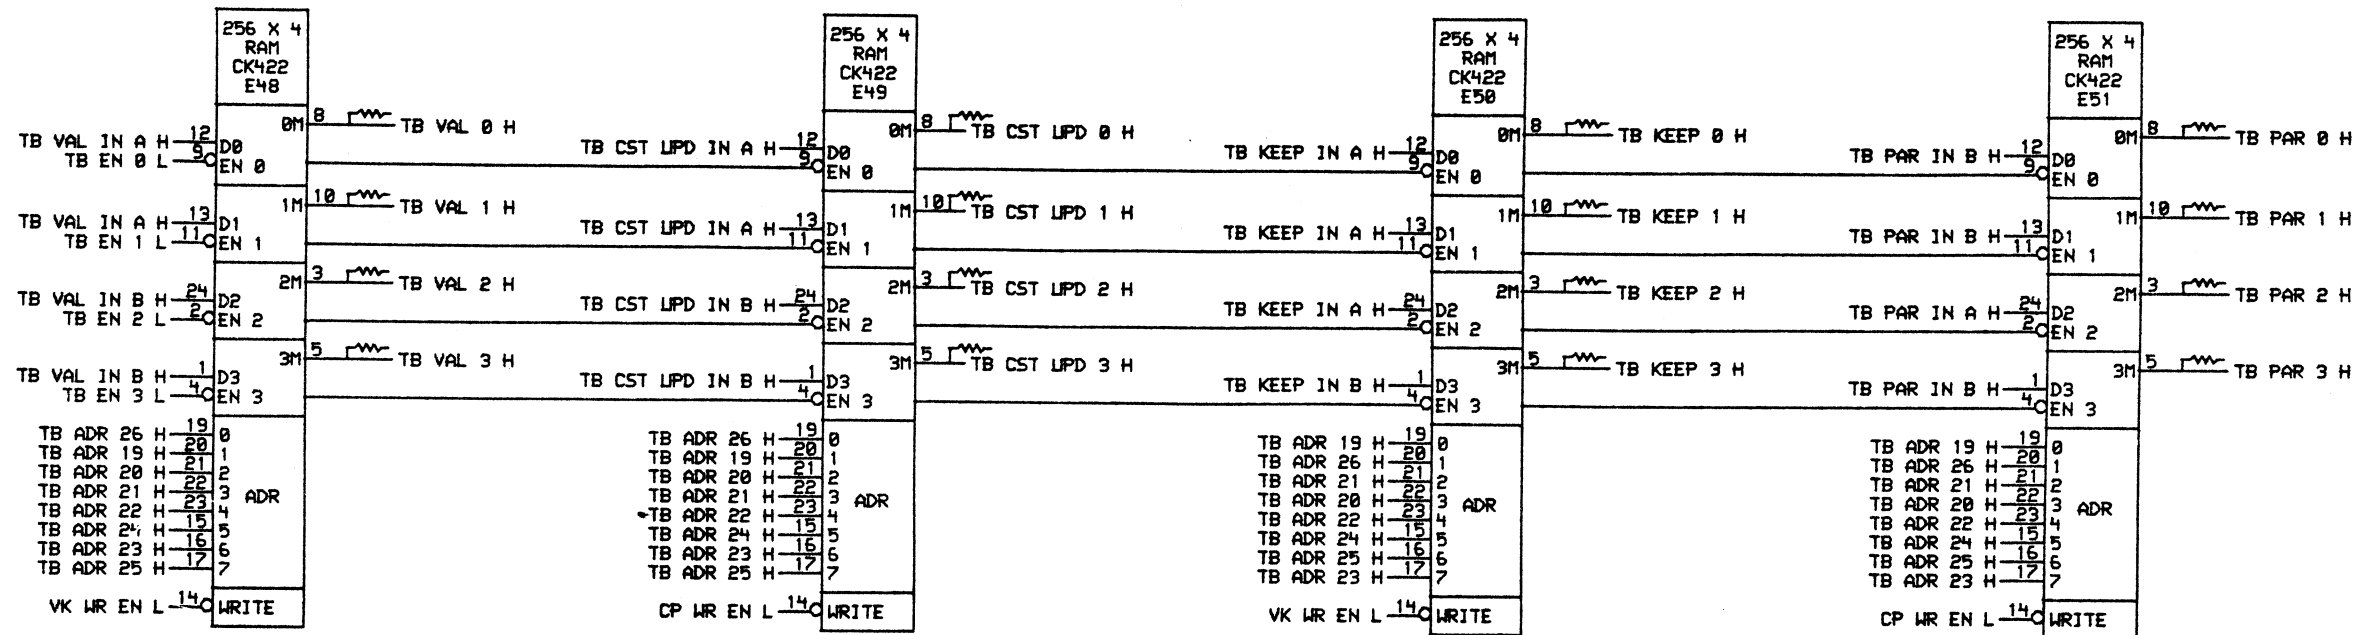 256 X 4
RAM
CK422
E48
TB VAL IN A H 12 D0 0M 8 TB VAL 0 H
TB EN 0 L 9 EN 0
TB VAL IN A H 13 D1 1M 10 TB VAL 1 H
TB EN 1 L 11 EN 1
TB VAL IN B H 24 D2 2M 3 TB VAL 2 H
TB EN 2 L 2 EN 2
TB VAL IN B H 1 D3 3M 5 TB VAL 3 H
TB EN 3 L 4 EN 3
TB ADR 26 H 19 0
TB ADR 19 H 20 1
TB ADR 20 H 21 2
TB ADR 21 H 22 3 ADR
TB ADR 22 H 23 4
TB ADR 24 H 15 5
TB ADR 23 H 16 6
TB ADR 25 H 17 7
VK WR EN L 14 WRITE
256 X 4
RAM
CK422
E49
TB CST UPD IN A H 12 D0 0M 8 TB CST UPD 0 H
9 EN 0
TB CST UPD IN A H 13 D1 1M 10 TB CST UPD 1 H
11 EN 1
TB CST UPD IN B H 24 D2 2M 3 TB CST UPD 2 H
2 EN 2
TB CST UPD IN B H 1 D3 3M 5 TB CST UPD 3 H
4 EN 3
TB ADR 26 H 19 0
TB ADR 19 H 20 1
TB ADR 20 H 21 2
TB ADR 21 H 22 3 ADR
TB ADR 22 H 23 4
TB ADR 24 H 15 5
TB ADR 23 H 16 6
TB ADR 25 H 17 7
CP WR EN L 14 WRITE
256 X 4
RAM
CK422
E50
TB KEEP IN A H 12 D0 0M 8 TB KEEP 0 H
9 EN 0
TB KEEP IN A H 13 D1 1M 10 TB KEEP 1 H
11 EN 1
TB KEEP IN A H 24 D2 2M 3 TB KEEP 2 H
2 EN 2
TB KEEP IN B H 1 D3 3M 5 TB KEEP 3 H
4 EN 3
TB ADR 19 H 19 0
TB ADR 26 H 20 1
TB ADR 21 H 21 2
TB ADR 20 H 22 3 ADR
TB ADR 22 H 23 4
TB ADR 24 H 15 5
TB ADR 25 H 16 6
TB ADR 23 H 17 7
VK WR EN L 14 WRITE
256 X 4
RAM
CK422
E51
TB PAR IN B H 12 D0 0M 8 TB PAR 0 H
9 EN 0
TB PAR IN B H 13 D1 1M 10 TB PAR 1 H
11 EN 1
TB PAR IN A H 24 D2 2M 3 TB PAR 2 H
2 EN 2
TB PAR IN B H 1 D3 3M 5 TB PAR 3 H
4 EN 3
TB ADR 19 H 19 0
TB ADR 26 H 20 1
TB ADR 21 H 21 2
TB ADR 20 H 22 3 ADR
TB ADR 22 H 23 4
TB ADR 24 H 15 5
TB ADR 25 H 16 6
TB ADR 23 H 17 7
CP WR EN L 14 WRITE